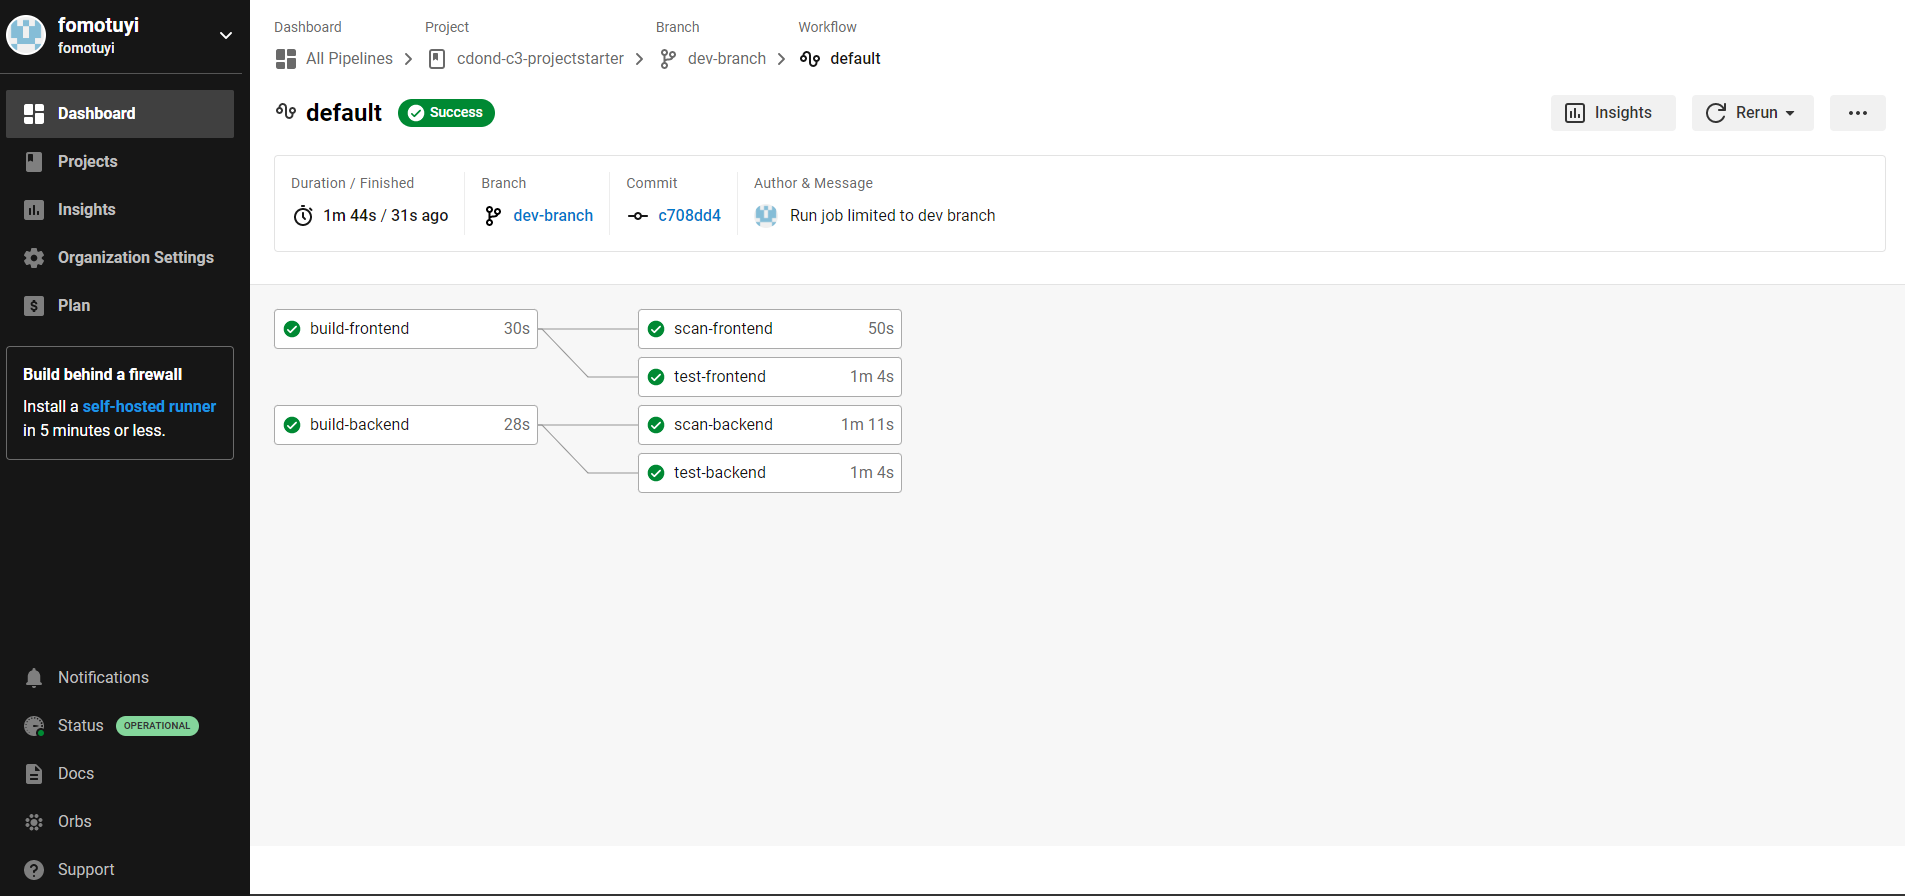 fomotuyi
fomotuyi
Dashboard
Projects
Insights
Organization Settings
Plan
Build behind a firewall
Install a self-hosted runner
in 5 minutes or less.
Notifications
Status OPERATIONAL
Docs
Orbs
Support
Dashboard Project Branch Workflow
All Pipelines cdond-c3-projectstarter dev-branch default
default Success
Insights Rerun
Duration / Finished Branch Commit Author & Message
1m 44s / 31s ago dev-branch c708dd4 Run job limited to dev branch
build-frontend 30s scan-frontend 50s
test-frontend 1m 4s
build-backend 28s scan-backend 1m 11s
test-backend 1m 4s